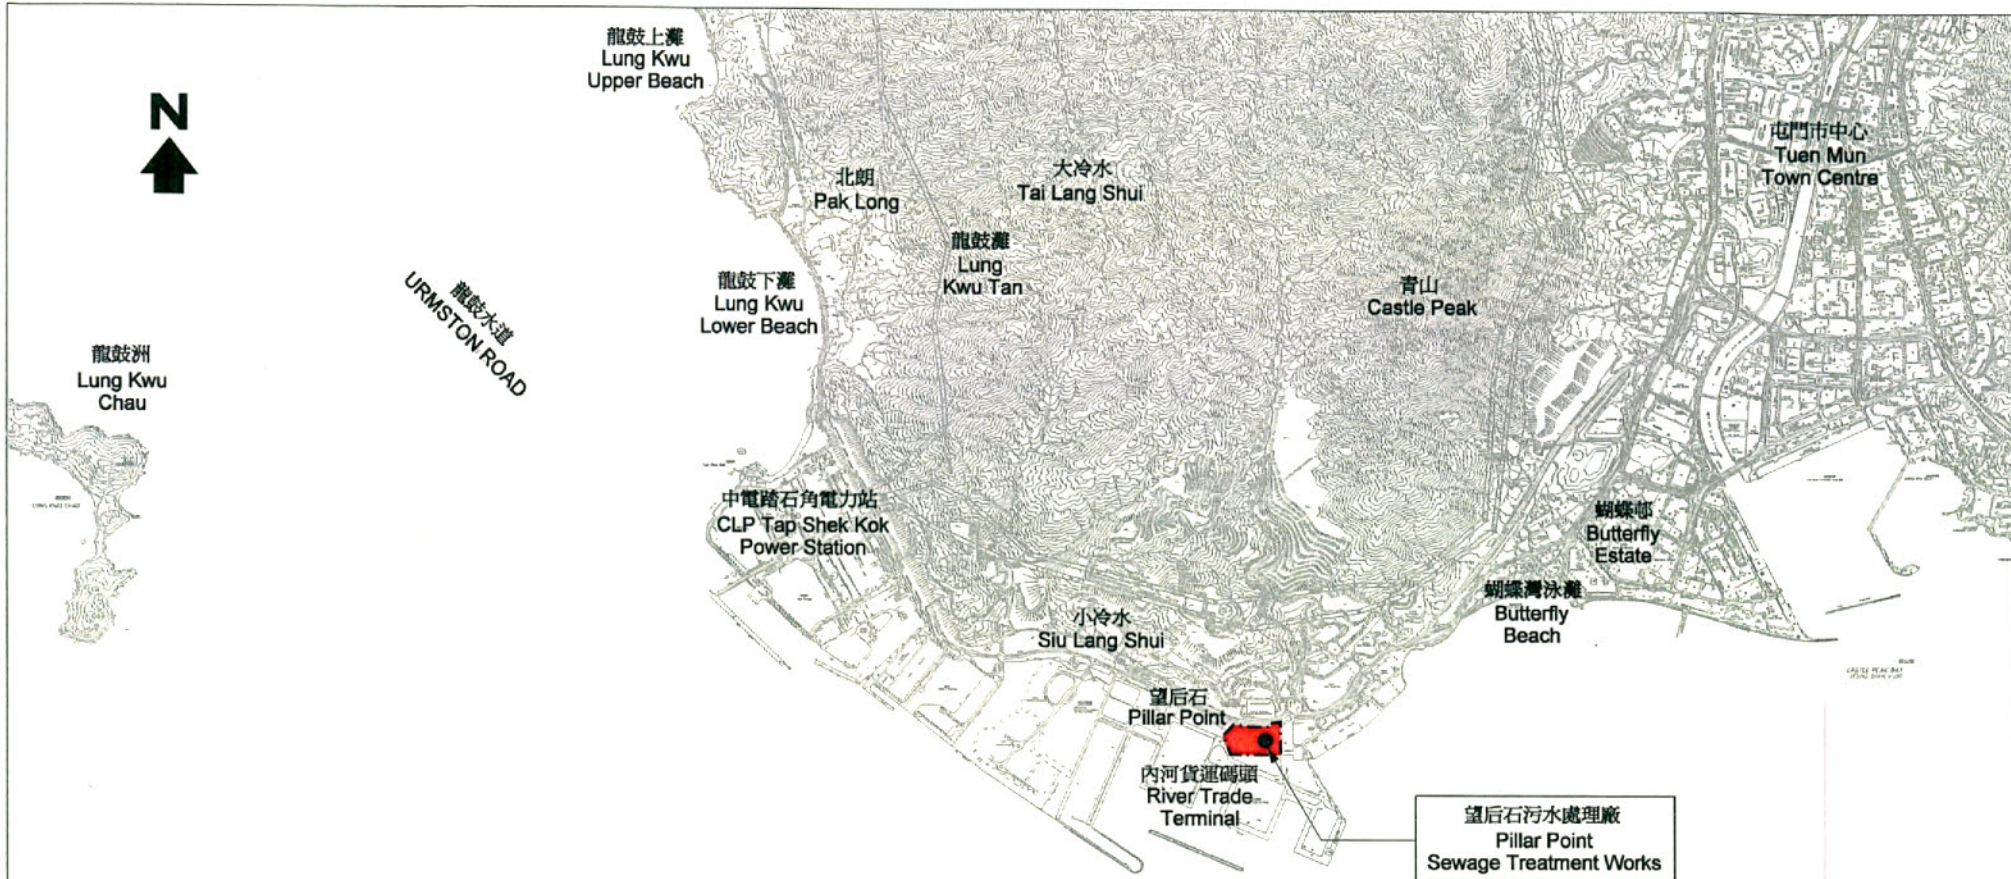 龍鼓上灘
Lung Kwu
Upper Beach
N
屯門市中心
Tuen Mun
Town Centre
大冷水
Tai Lang Shui
北朗
Pak Long
龍鼓灘
Lung
Kwu Tan
龍鼓下灘
Lung Kwu
Lower Beach
青山
Castle Peak
龍鼓水道
URMSTON ROAD
龍鼓洲
Lung Kwu
Chau
中電踏石角電力站
CLP Tap Shek Kok
Power Station
蝴蝶邨
Butterfly
Estate
蝴蝶灣泳灘
Butterfly
Beach
小冷水
Siu Lang Shui
望后石
Pillar Point
內河貨運碼頭
River Trade
Terminal
望后石污水處理廠
Pillar Point
Sewage Treatment Works